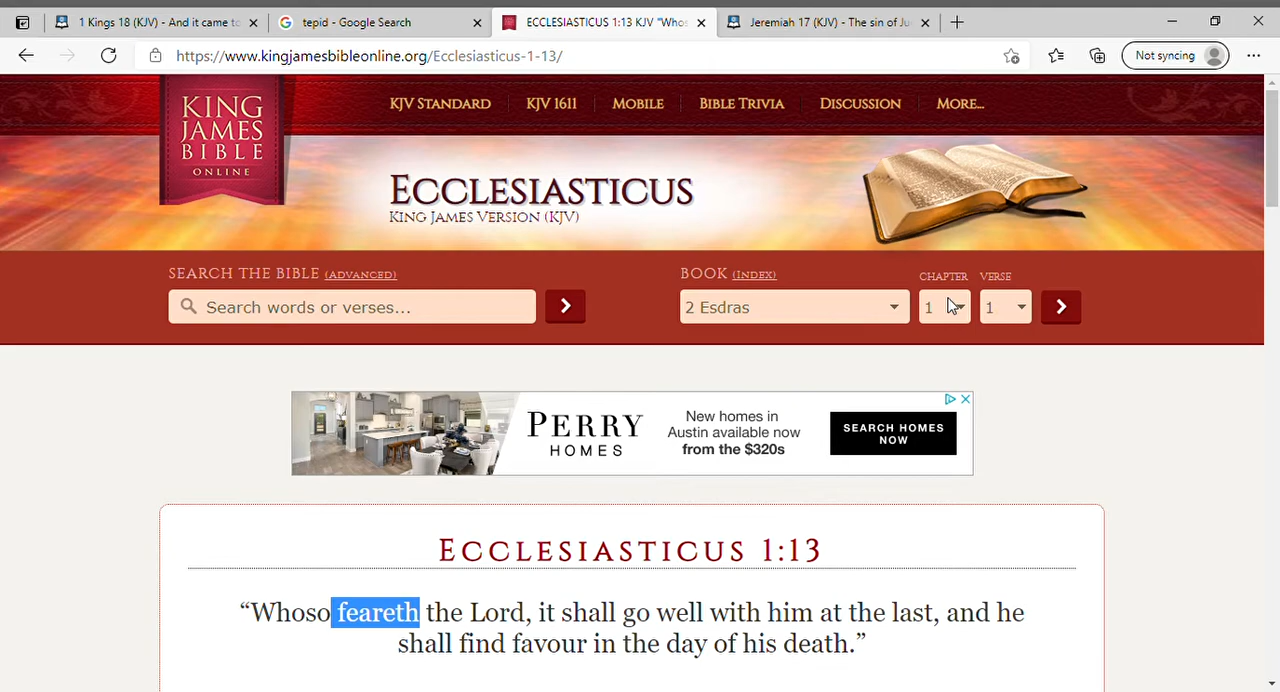 1 Kings 18 (KJV) - And it came to
tepid - Google Search
ECCLESIASTICUS 1:13 KJV "Whos
Jeremiah 17 (KJV) - The sin of Ju
https://www.kingjamesbibleonline.org/Ecclesiasticus-1-13/
Not syncing
KING
JAMES
BIBLE
ONLINE
KJV STANDARD
KJV 1611
MOBILE
BIBLE TRIVIA
DISCUSSION
MORE...
ECCLESIASTICUS
KING JAMES VERSION (KJV)
SEARCH THE BIBLE (ADVANCED)
Search words or verses...
BOOK (INDEX)
2 Esdras
CHAPTER
1
VERSE
1
PERRY
HOMES
New homes in
Austin available now
from the $320s
SEARCH HOMES
NOW
ECCLESIASTICUS 1:13
“Whoso feareth the Lord, it shall go well with him at the last, and he
shall find favour in the day of his death.”